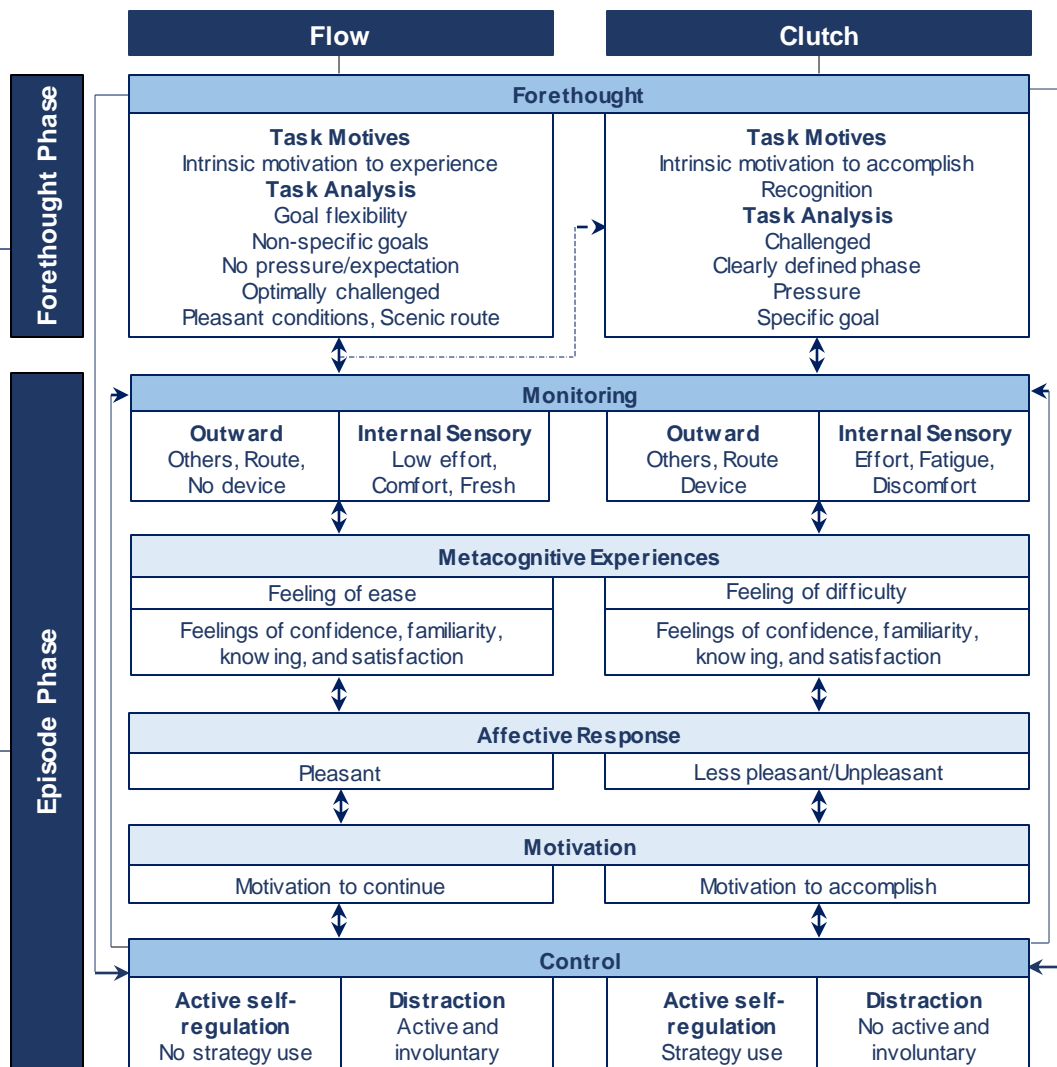 Flow
Clutch
Forethought Phase
Forethought
Task Motives
Intrinsic motivation to experience
Task Analysis
Goal flexibility
Non-specific goals
No pressure/expectation
Optimally challenged
Pleasant conditions, Scenic route
Task Motives
Intrinsic motivation to accomplish
Recognition
Task Analysis
Challenged
Clearly defined phase
Pressure
Specific goal
Episode Phase
Monitoring
Outward
Others, Route,
No device
Internal Sensory
Low effort,
Comfort, Fresh
Outward
Others, Route
Device
Internal Sensory
Effort, Fatigue,
Discomfort
Metacognitive Experiences
Feeling of ease
Feeling of difficulty
Feelings of confidence, familiarity,
knowing, and satisfaction
Feelings of confidence, familiarity,
knowing, and satisfaction
Affective Response
Pleasant
Less pleasant/Unpleasant
Motivation
Motivation to continue
Motivation to accomplish
Control
Active self-
regulation
No strategy use
Distraction
Active and
involuntary
Active self-
regulation
Strategy use
Distraction
No active and
involuntary